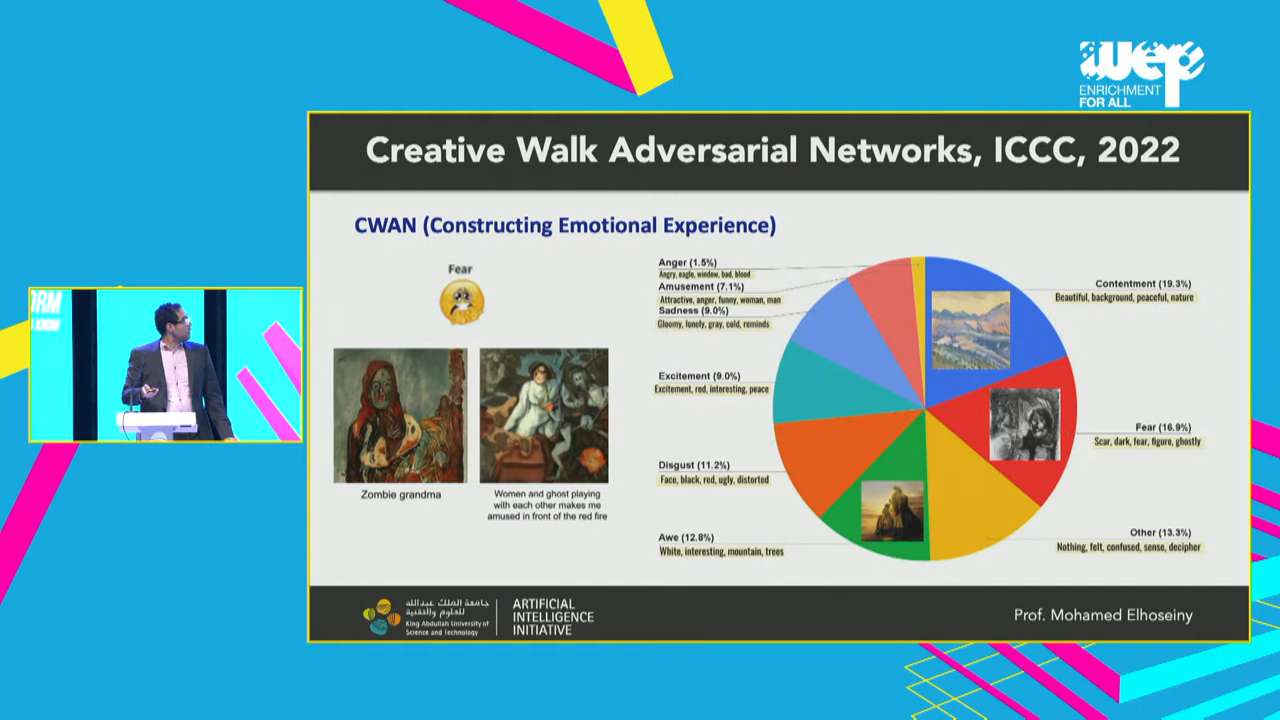 wep
ENRICHMENT
FOR ALL
Creative Walk Adversarial Networks, ICCC, 2022
CWAN (Constructing Emotional Experience)
Fear
Zombie grandma
Women and ghost playing
with each other makes me
amused in front of the red fire
Anger (1.5%)
Angry, eagle, window, bad, blood
Amusement (7.1%)
Attractive, anger, funny, woman, man
Sadness (9.0%)
Gloomy, lonely, gray, cold, reminds
Excitement (9.0%)
Excitement, red, interesting, peace
Disgust (11.2%)
Face, black, red, ugly, distorted
Awe (12.8%)
White, interesting, mountain, trees
Contentment (19.3%)
Beautiful, background, peaceful, nature
Fear (16.9%)
Scar, dark, fear, figure, ghostly
Other (13.3%)
Nothing, felt, confused, sense, decipher
ORM
KNOW
جامعة الملك عبدالله
للعلوم والتقنية
King Abdullah University of
Science and Technology
ARTIFICIAL
INTELLIGENCE
INITIATIVE
Prof. Mohamed Elhoseiny